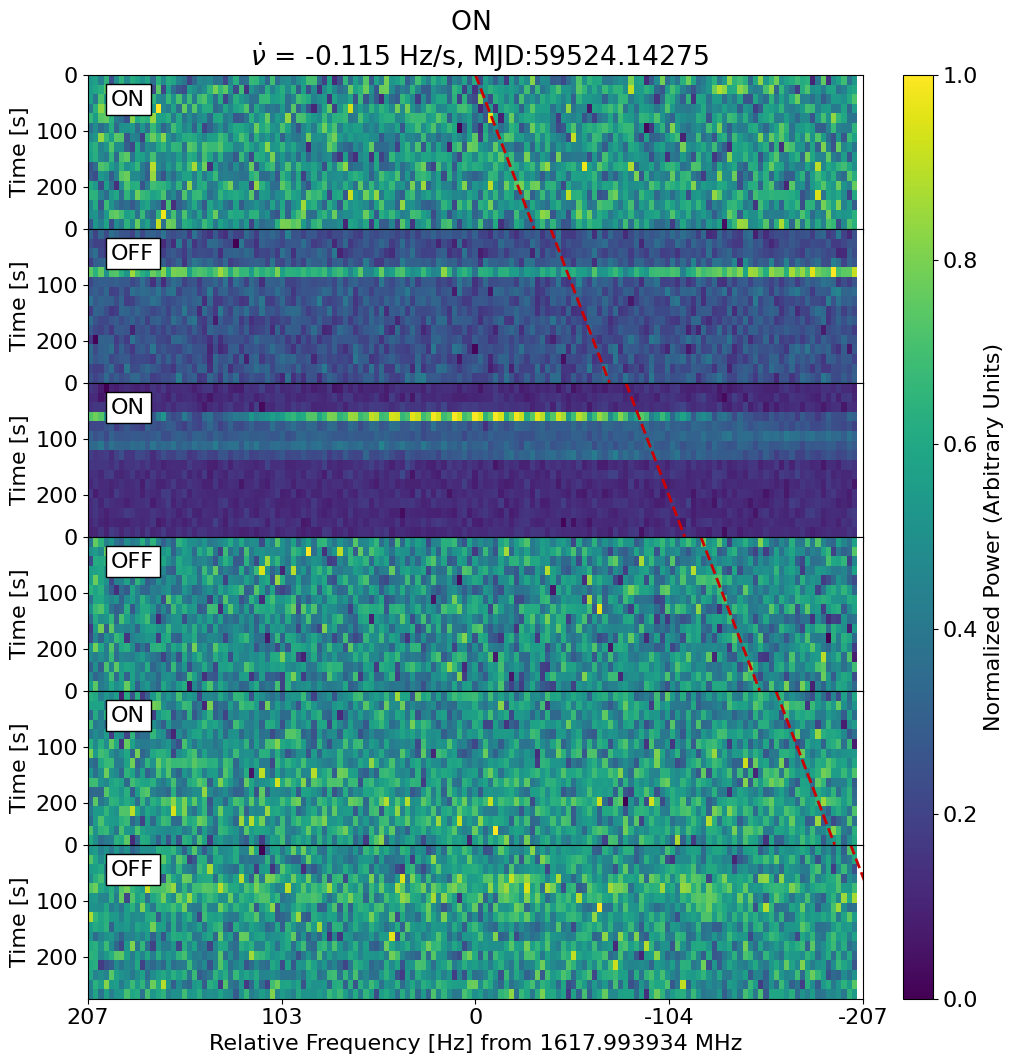 ON
ν̇ = -0.115 Hz/s, MJD:59524.14275
0
100
200
Time [s]
ON
0
100
200
Time [s]
OFF
0
100
200
Time [s]
ON
0
100
200
Time [s]
OFF
0
100
200
Time [s]
ON
0
100
200
Time [s]
OFF
207
103
0
-104
-207
Relative Frequency [Hz] from 1617.993934 MHz
1.0
0.8
0.6
0.4
0.2
0.0
Normalized Power (Arbitrary Units)